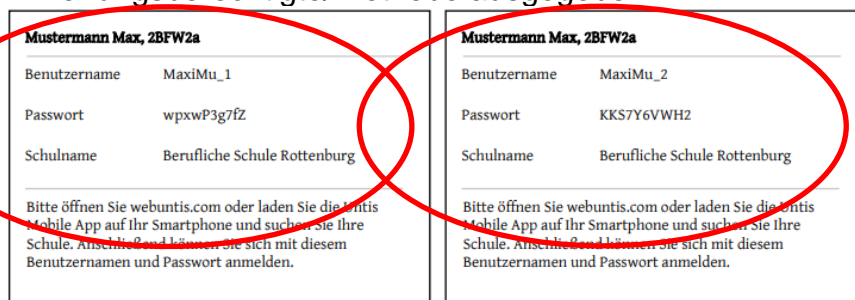 Mustermann Max, 2BFW2a
Benutzername MaxiMu_1
Passwort wpxwP3g7fZ
Schulname Berufliche Schule Rottenburg
Bitte öffnen Sie webuntis.com oder laden Sie die Untis
Mobile App auf Ihr Smartphone und suchen Sie Ihre
Schule. Anschließend können Sie sich mit diesem
Benutzernamen und Passwort anmelden.
Mustermann Max, 2BFW2a
Benutzername MaxiMu_2
Passwort KKS7Y6VWH2
Schulname Berufliche Schule Rottenburg
Bitte öffnen Sie webuntis.com oder laden Sie die Untis
Mobile App auf Ihr Smartphone und suchen Sie Ihre
Schule. Anschließend können Sie sich mit diesem
Benutzernamen und Passwort anmelden.